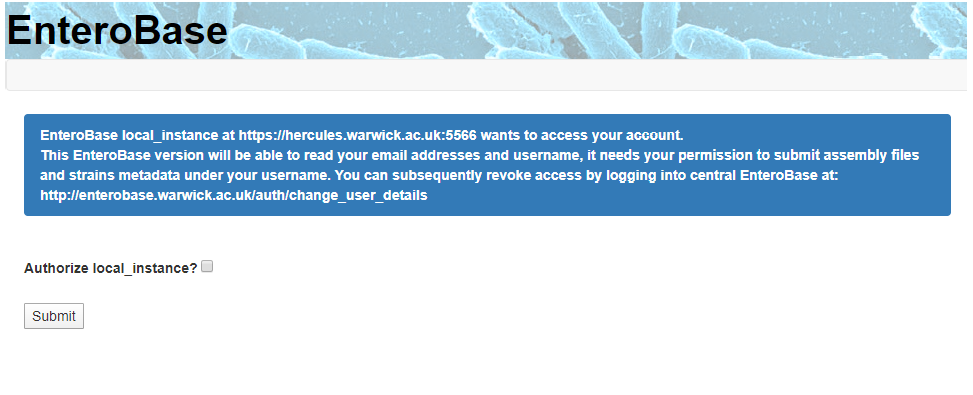 EnteroBase
EnteroBase local_instance at https://hercules.warwick.ac.uk:5566 wants to access your account.
This EnteroBase version will be able to read your email addresses and username, it needs your permission to submit assembly files
and strains metadata under your username. You can subsequently revoke access by logging into central EnteroBase at:
http://enterobase.warwick.ac.uk/auth/change_user_details
Authorize local_instance?
Submit